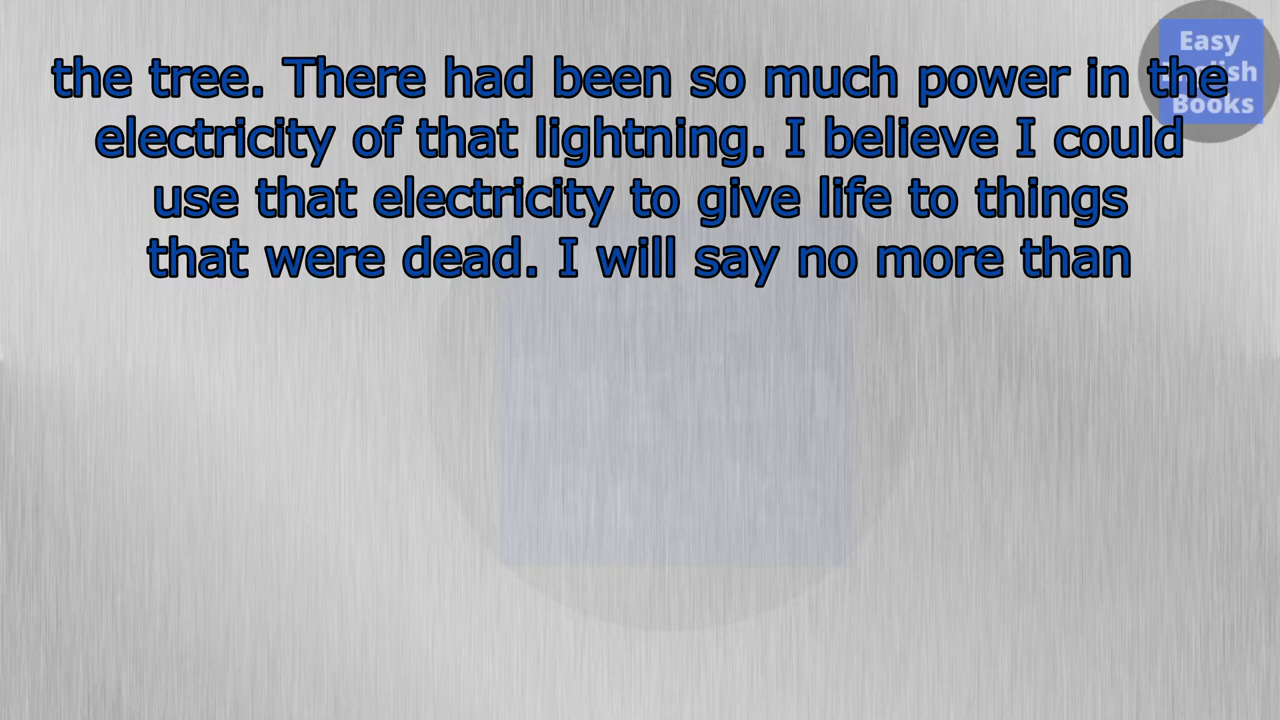 Easy
English
Books
the tree. There had been so much power in the
electricity of that lightning. I believe I could
use that electricity to give life to things
that were dead. I will say no more than